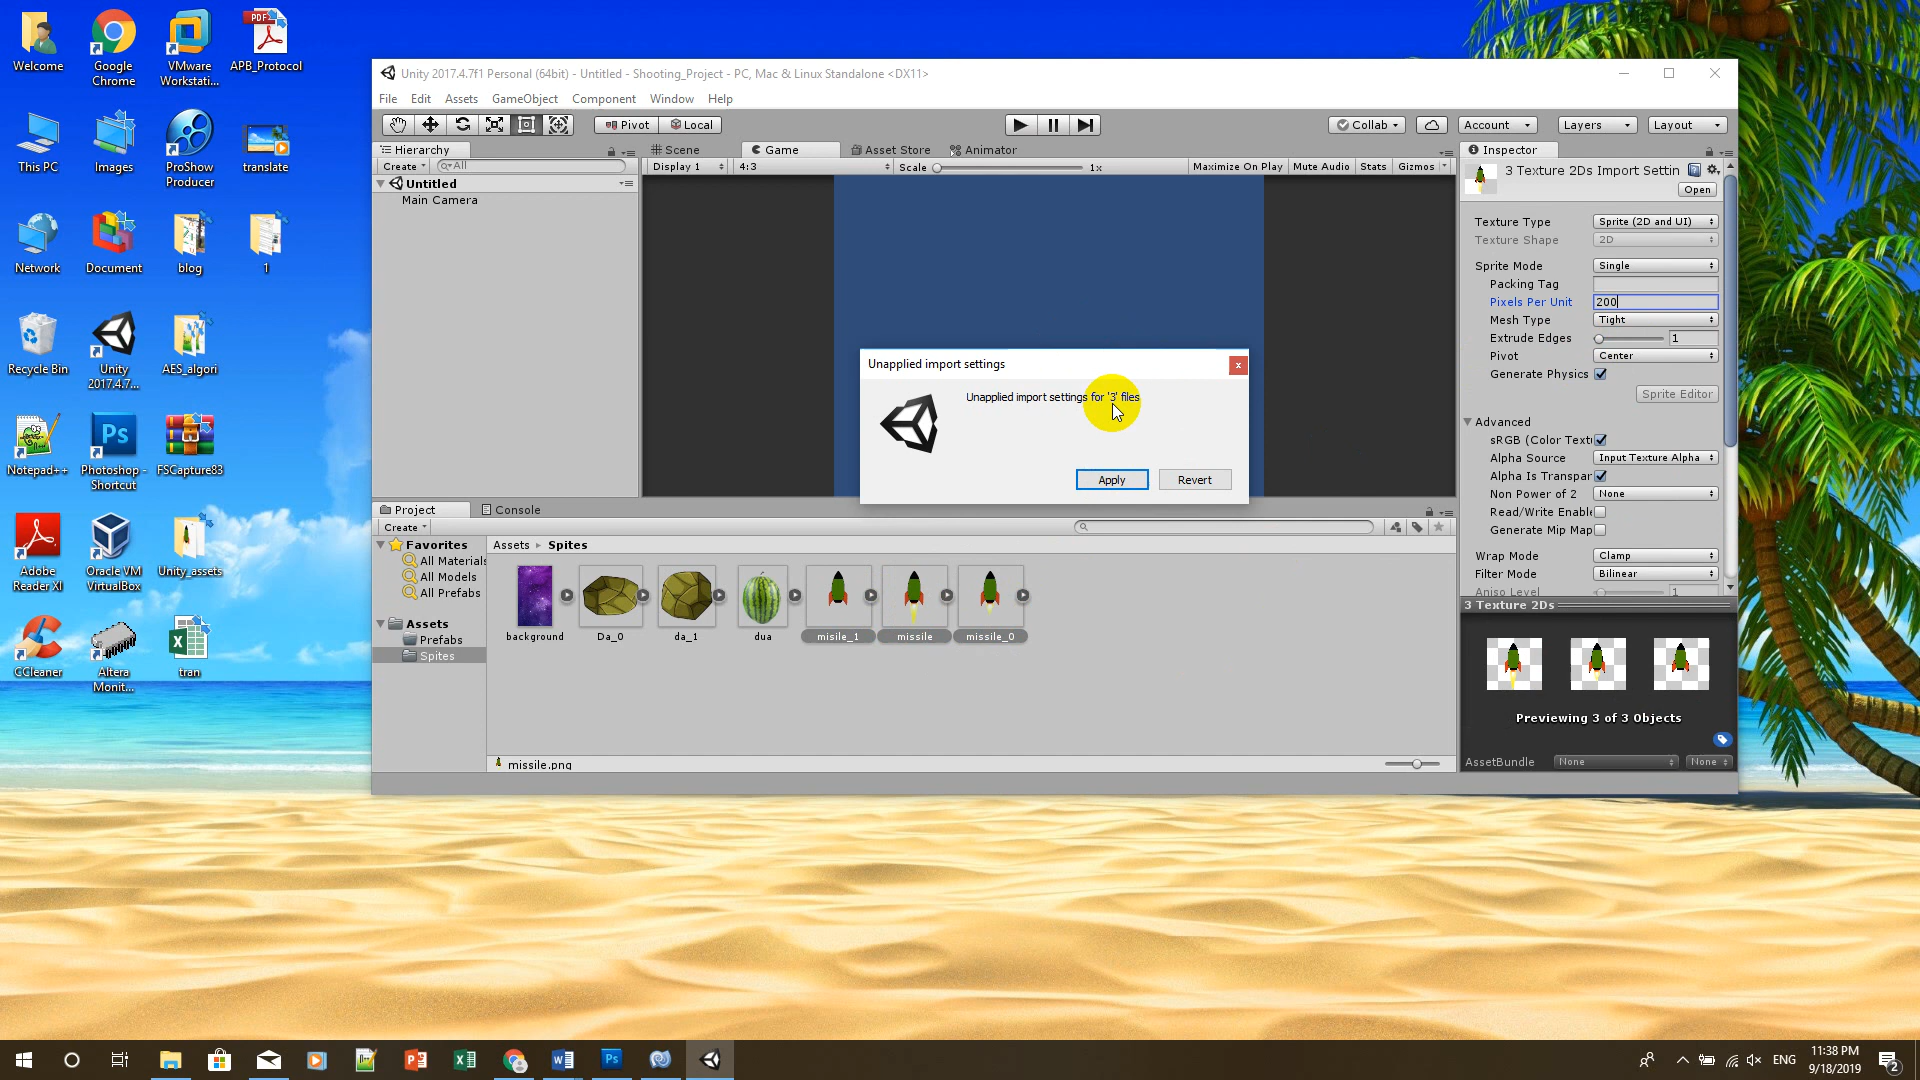 Welcome
Google
Chrome
VMware
Workstati...
PDF
APB_Protocol
This PC
Images
ProShow
Producer
translate
Network
Document
blog
1
Recycle Bin
Unity
2017.4.7...
AES_algori
Notepad++
Photoshop -
Shortcut
FSCapture83
Adobe
Reader XI
Oracle VM
VirtualBox
Unity_assets
CCleaner
Altera
Monit...
tran
Unity 2017.4.7f1 Personal (64bit) - Untitled - Shooting_Project - PC, Mac & Linux Standalone <DX11>
File Edit Assets GameObject Component Window Help
Pivot Local Collab Account Layers Layout
Hierarchy
Create All
Untitled
Main Camera
Scene Game Asset Store Animator
Display 1 4:3 Scale 1x Maximize On Play Mute Audio Stats Gizmos
Unapplied import settings
x
Unapplied import settings for '3' files
Apply Revert
Inspector
3 Texture 2Ds Import Settin
Open
Texture Type Sprite (2D and UI)
Texture Shape 2D
Sprite Mode Single
Packing Tag
Pixels Per Unit 200
Mesh Type Tight
Extrude Edges 1
Pivot Center
Generate Physics
Sprite Editor
Advanced
sRGB (Color Text
Alpha Source Input Texture Alpha
Alpha Is Transpar
Non Power of 2 None
Read/Write Enabl
Generate Mip Map
Wrap Mode Clamp
Filter Mode Bilinear
Aniso Level 1
3 Texture 2Ds
Previewing 3 of 3 Objects
AssetBundle None None
Project Console
Create
Favorites
All Materials
All Models
All Prefabs
Assets
Prefabs
Spites
Assets Spites
background Da_0 da_1 dua misile_1 missile missile_0
missile.png
ENG
11:38 PM
9/18/2019
2